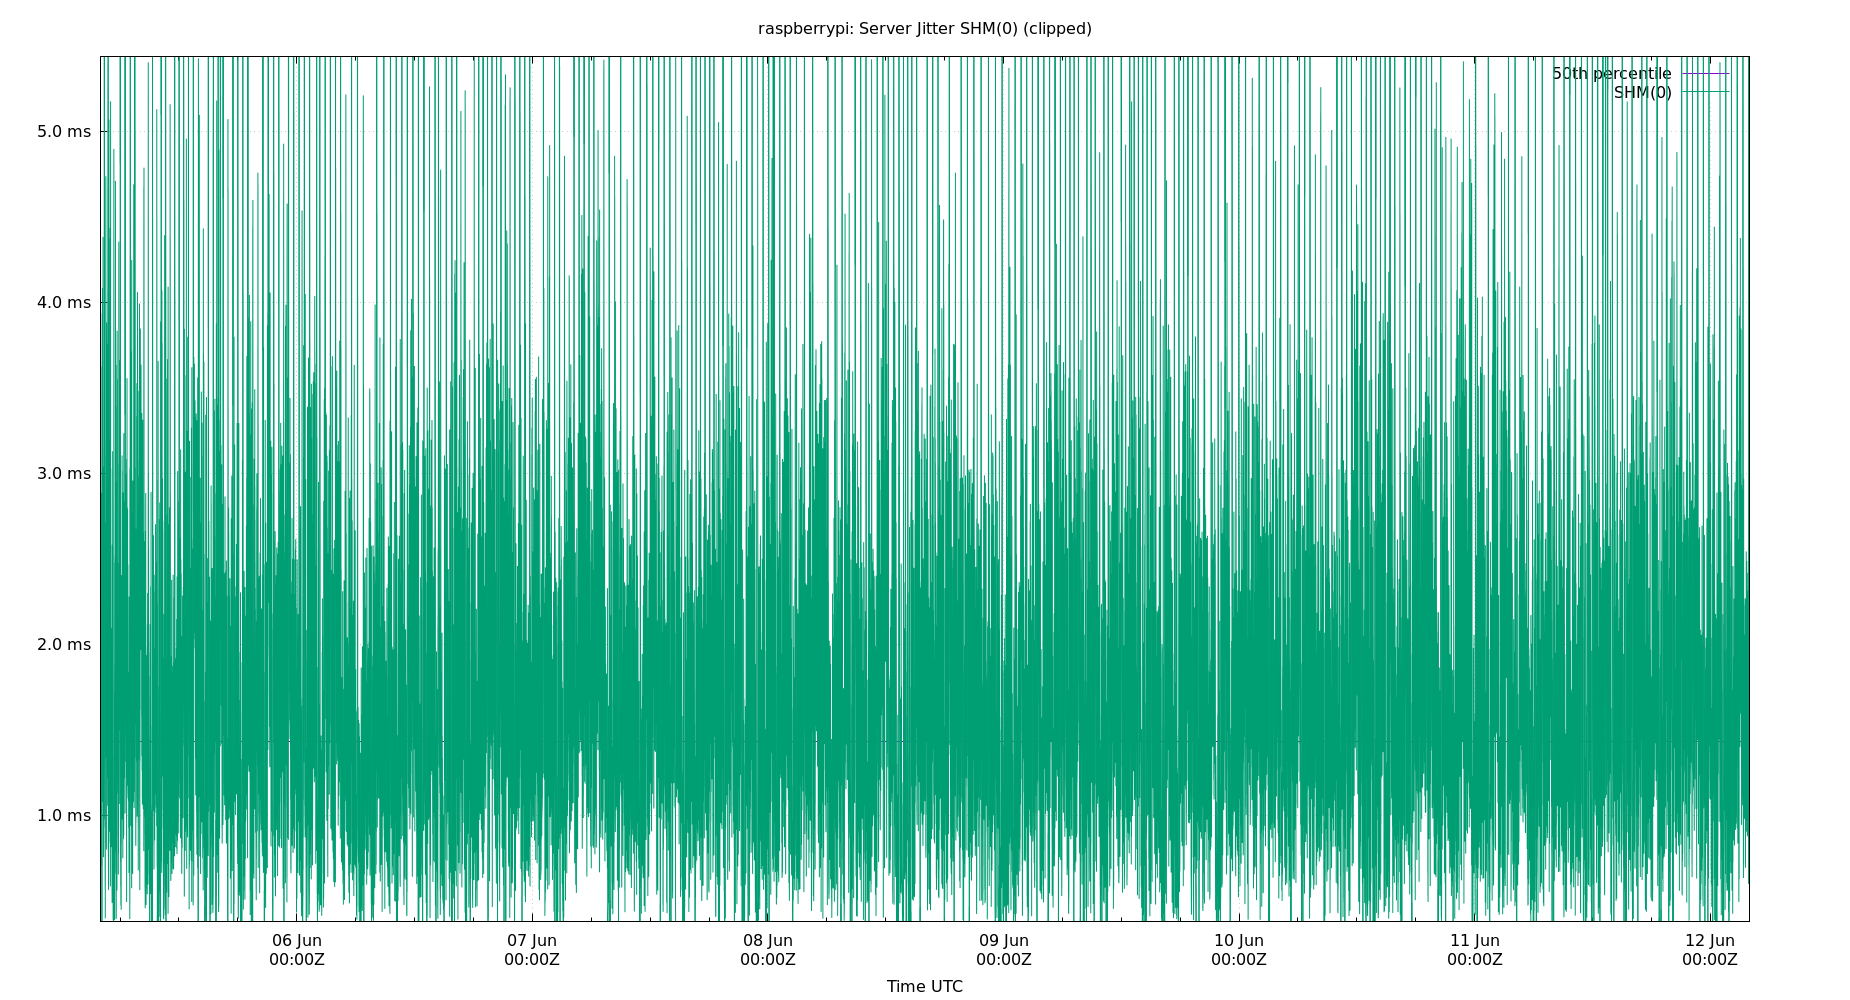 raspberrypi: Server Jitter SHM(0) (clipped)
50th percentile
SHM(0)
5.0 ms
4.0 ms
3.0 ms
2.0 ms
1.0 ms
06 Jun 07 Jun 08 Jun 09 Jun 10 Jun 11 Jun 12 Jun
00:00Z 00:00Z 00:00Z 00:00Z 00:00Z 00:00Z 00:00Z
Time UTC